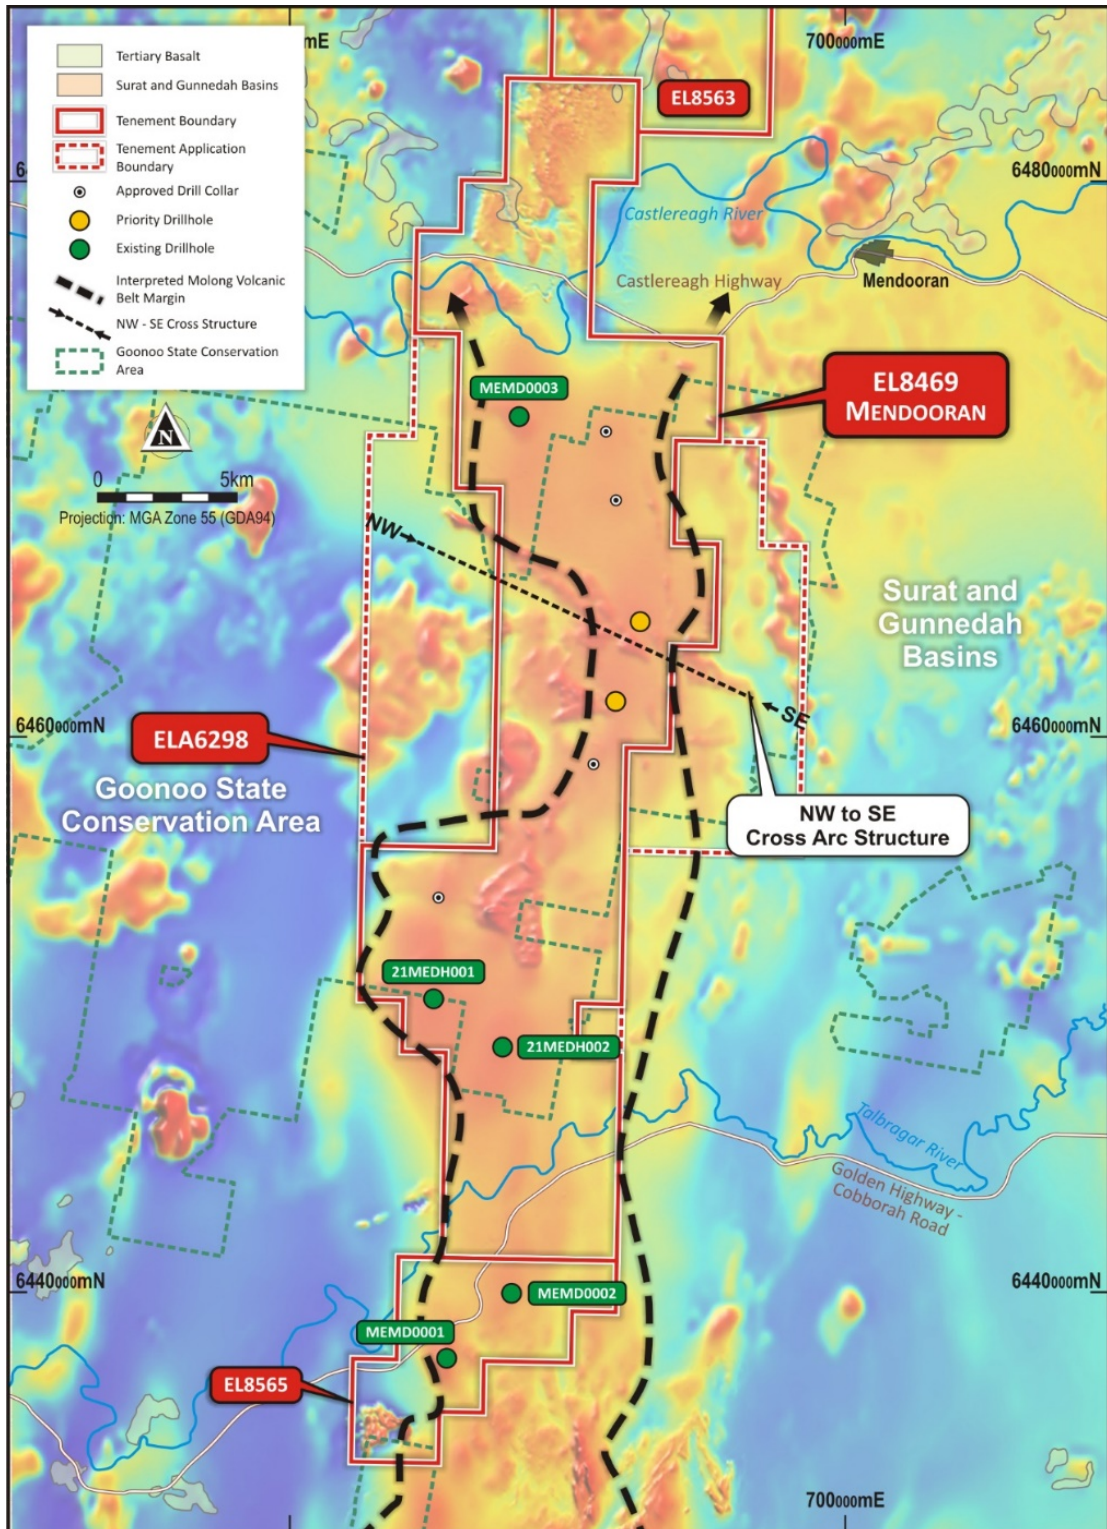 Tertiary Basalt
Surat and Gunnedah Basins
Tenement Boundary
Tenement Application
Boundary
Approved Drill Collar
Priority Drillhole
Existing Drillhole
Interpreted Molong Volcanic
Belt Margin
NW - SE Cross Structure
Goonoo State Conservation
Area
mE
700000mE
EL8563
6480000mN
Castlereagh River
Castlereagh Highway
Mendooran
MEMD0003
EL8469
MENDOORAN
N
0 5km
Projection: MGA Zone 55 (GDA94)
NW
Surat and
Gunnedah
Basins
SE
ELA6298
6460000mN
6460000mN
Goonoo State
Conservation Area
NW to SE
Cross Arc Structure
21MEDH001
21MEDH002
Talbragar River
Golden Highway -
Cobborah Road
6440000mN
6440000mN
MEMD0002
MEMD0001
EL8565
700000mE